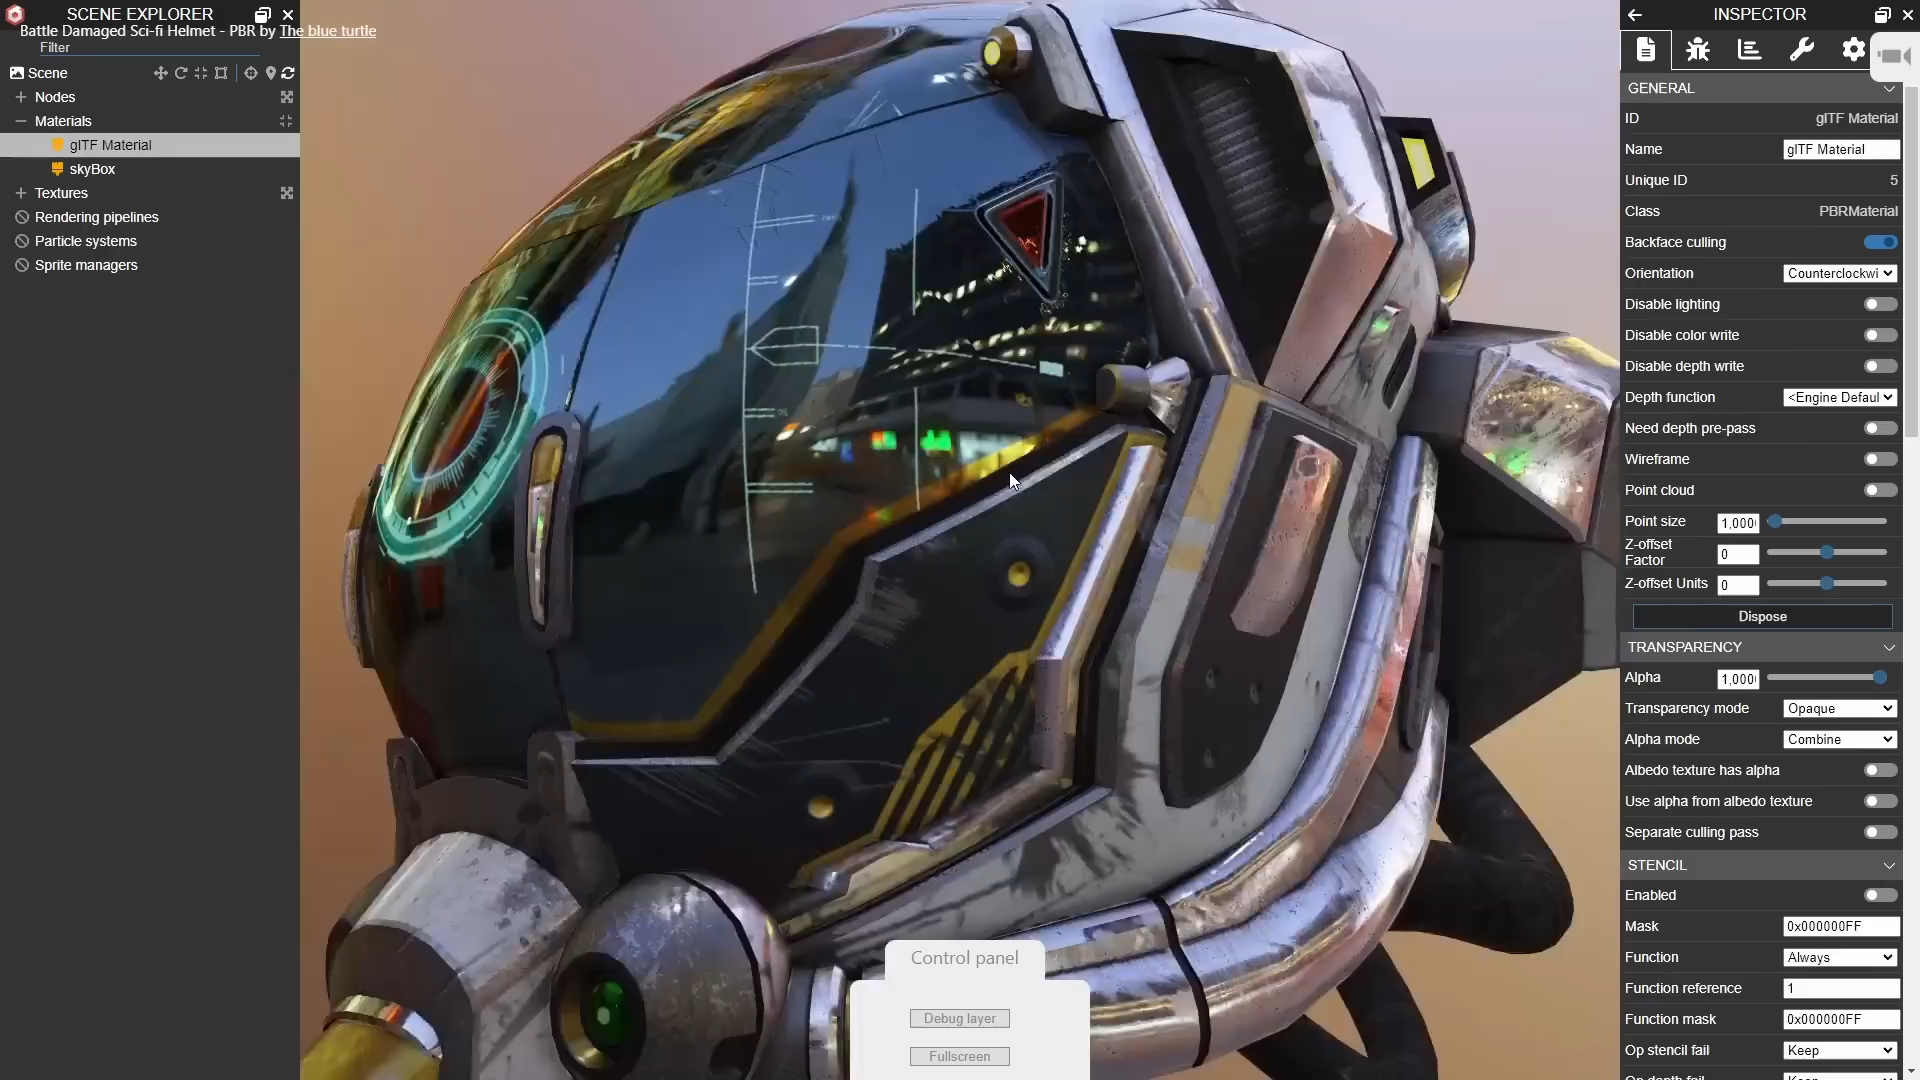 SCENE EXPLORER
Battle Damaged Sci-fi Helmet - PBR by The blue turtle
Filter
Scene
Nodes
Materials
glTF Material
skyBox
Textures
Rendering pipelines
Particle systems
Sprite managers
Control panel
Debug layer
Fullscreen
INSPECTOR
GENERAL
ID glTF Material
Name glTF Material
Unique ID 5
Class PBRMaterial
Backface culling
Orientation Counterclockwi
Disable lighting
Disable color write
Disable depth write
Depth function <Engine Defaul
Need depth pre-pass
Wireframe
Point cloud
Point size 1,000
Z-offset Factor 0
Z-offset Units 0
Dispose
TRANSPARENCY
Alpha 1,000
Transparency mode Opaque
Alpha mode Combine
Albedo texture has alpha
Use alpha from albedo texture
Separate culling pass
STENCIL
Enabled
Mask 0x000000FF
Function Always
Function reference 1
Function mask 0x000000FF
Op stencil fail Keep